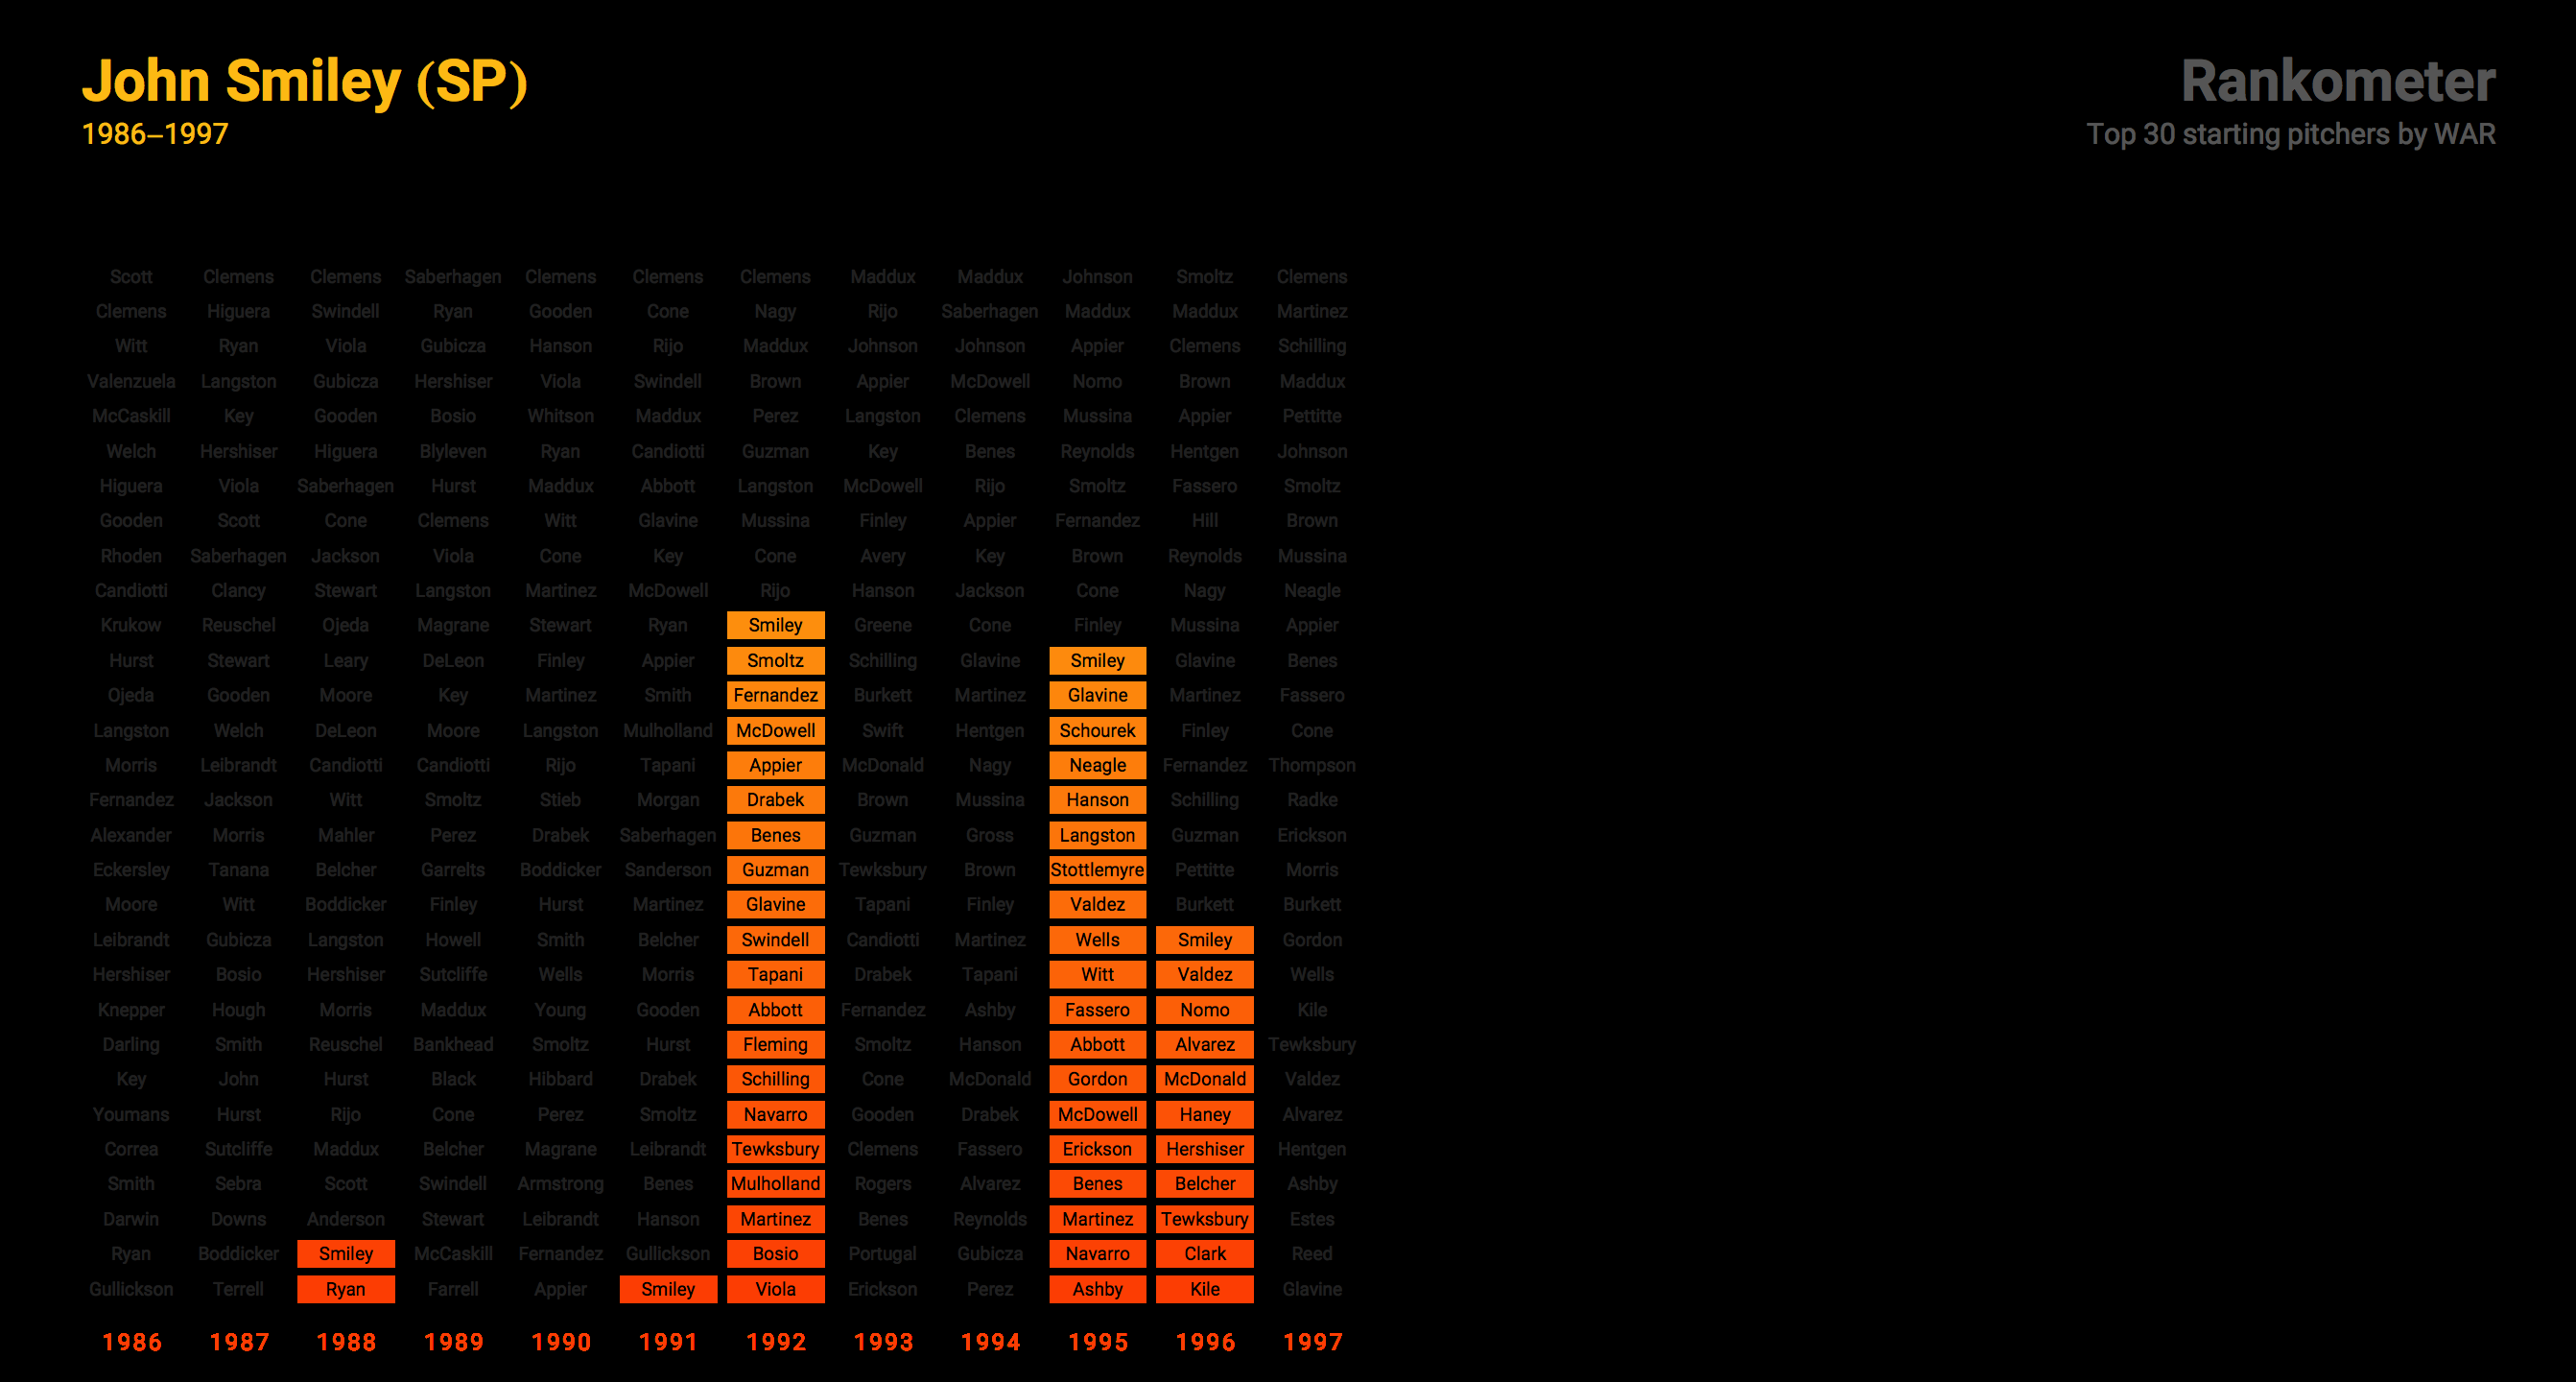 John Smiley (SP)
1986–1997
Rankometer
Top 30 starting pitchers by WAR
Scott Clemens Clemens Saberhagen Clemens Clemens Clemens Maddux Maddux Johnson Smoltz Clemens
Clemens Higuera Swindell Ryan Gooden Cone Nagy Rijo Saberhagen Maddux Maddux Martinez
Witt Ryan Viola Gubicza Hanson Rijo Maddux Johnson Johnson Appier Clemens Schilling
Valenzuela Langston Gubicza Hershiser Viola Swindell Brown Appier McDowell Nomo Brown Maddux
McCaskill Key Gooden Bosio Whitson Maddux Perez Langston Clemens Mussina Appier Pettitte
Welch Hershiser Higuera Blyleven Ryan Candiotti Guzman Key Benes Reynolds Hentgen Johnson
Higuera Viola Saberhagen Hurst Maddux Abbott Langston McDowell Rijo Smoltz Fassero Smoltz
Gooden Scott Cone Clemens Witt Glavine Mussina Finley Appier Fernandez Hill Brown
Rhoden Saberhagen Jackson Viola Cone Key Cone Avery Key Brown Reynolds Mussina
Candiotti Clancy Stewart Langston Martinez McDowell Rijo Hanson Jackson Cone Nagy Neagle
Krukow Reuschel Ojeda Magrane Stewart Ryan Smiley Greene Cone Finley Mussina Appier
Hurst Stewart Leary DeLeon Finley Appier Smoltz Schilling Glavine Smiley Glavine Benes
Ojeda Gooden Moore Key Martinez Smith Fernandez Burkett Martinez Glavine Martinez Fassero
Langston Welch DeLeon Moore Langston Mulholland McDowell Swift Hentgen Schourek Finley Cone
Morris Leibrandt Candiotti Candiotti Rijo Tapani Appier McDonald Nagy Neagle Fernandez Thompson
Fernandez Jackson Witt Smoltz Stieb Morgan Drabek Brown Mussina Hanson Schilling Radke
Alexander Morris Mahler Perez Drabek Saberhagen Benes Guzman Gross Langston Guzman Erickson
Eckersley Tanana Belcher Garrelts Boddicker Sanderson Guzman Tewksbury Brown Stottlemyre Pettitte Morris
Moore Witt Boddicker Finley Hurst Martinez Glavine Tapani Finley Valdez Burkett Burkett
Leibrandt Gubicza Langston Howell Smith Belcher Swindell Candiotti Martinez Wells Smiley Gordon
Hershiser Bosio Hershiser Sutcliffe Wells Morris Tapani Drabek Tapani Witt Valdez Wells
Knepper Hough Morris Maddux Young Gooden Abbott Fernandez Ashby Fassero Nomo Kile
Darling Smith Reuschel Bankhead Smoltz Hurst Fleming Smoltz Hanson Abbott Alvarez Tewksbury
Key John Hurst Black Hibbard Drabek Schilling Cone McDonald Gordon McDonald Valdez
Youmans Hurst Rijo Cone Perez Smoltz Navarro Gooden Drabek McDowell Haney Alvarez
Correa Sutcliffe Maddux Belcher Magrane Leibrandt Tewksbury Clemens Fassero Erickson Hershiser Hentgen
Smith Sebra Scott Swindell Armstrong Benes Mulholland Rogers Alvarez Benes Belcher Ashby
Darwin Downs Anderson Stewart Leibrandt Hanson Martinez Benes Reynolds Martinez Tewksbury Estes
Ryan Boddicker Smiley McCaskill Fernandez Gullickson Bosio Portugal Gubicza Navarro Clark Reed
Gullickson Terrell Ryan Farrell Appier Smiley Viola Erickson Perez Ashby Kile Glavine
1986 1987 1988 1989 1990 1991 1992 1993 1994 1995 1996 1997